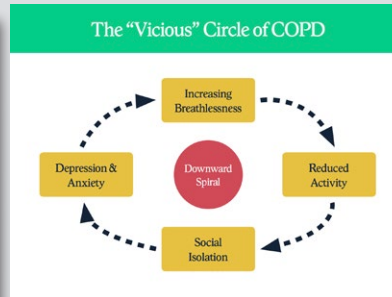 The “Vicious” Circle of COPD
Increasing
Breathlessness
Depression &
Anxiety
Downward
Spiral
Reduced
Activity
Social
Isolation